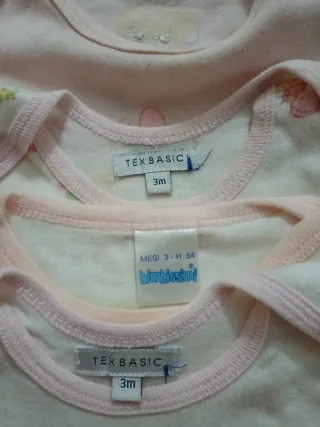 TEX BASIC
3m
MESI 3 - H.54
bimbissimi®
TEX BASIC
3m